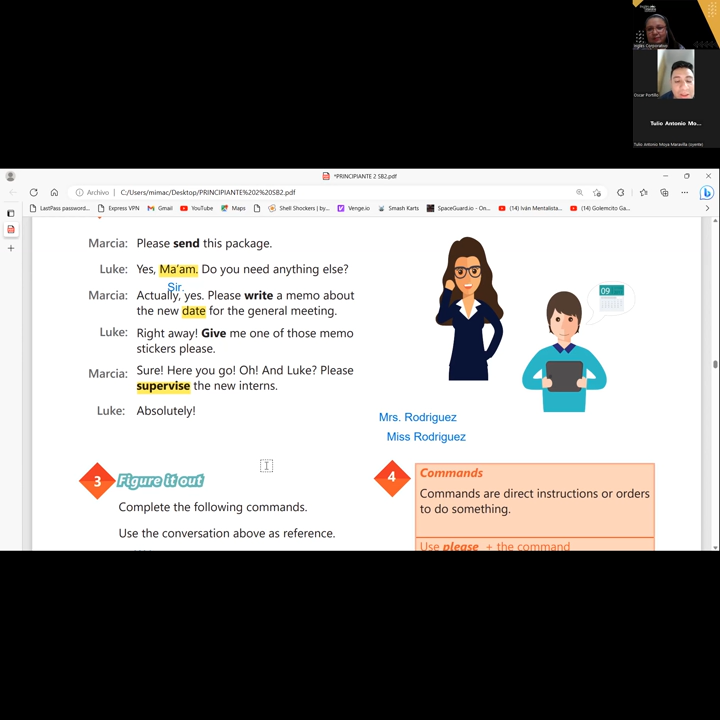 Inglés Corporativo
Oscar Portillo
Tulio Antonio Mo...
Tulio Antonio Moya Maravilla (oyente)
*PRINCIPIANTE 2 SB2.pdf
Archivo
C:/Users/mimac/Desktop/PRINCIPIANTE%202%20SB2.pdf
LastPass password...
Express VPN
Gmail
YouTube
Maps
Shell Shockers | by...
Venge.io
Smash Karts
SpaceGuard.io - On...
(14) Iván Mentalista...
(14) Golemcito Ga...
Marcia: Please send this package.
Luke: Yes, Ma'am. Do you need anything else?
Sir.
Marcia: Actually, yes. Please write a memo about
the new date for the general meeting.
Luke: Right away! Give me one of those memo
stickers please.
Marcia: Sure! Here you go! Oh! And Luke? Please
supervise the new interns.
Luke: Absolutely!
09
Mrs. Rodriguez
Miss Rodriguez
3 Figure it out
Complete the following commands.
Use the conversation above as reference.
4 Commands
Commands are direct instructions or orders
to do something.
Use please + the command